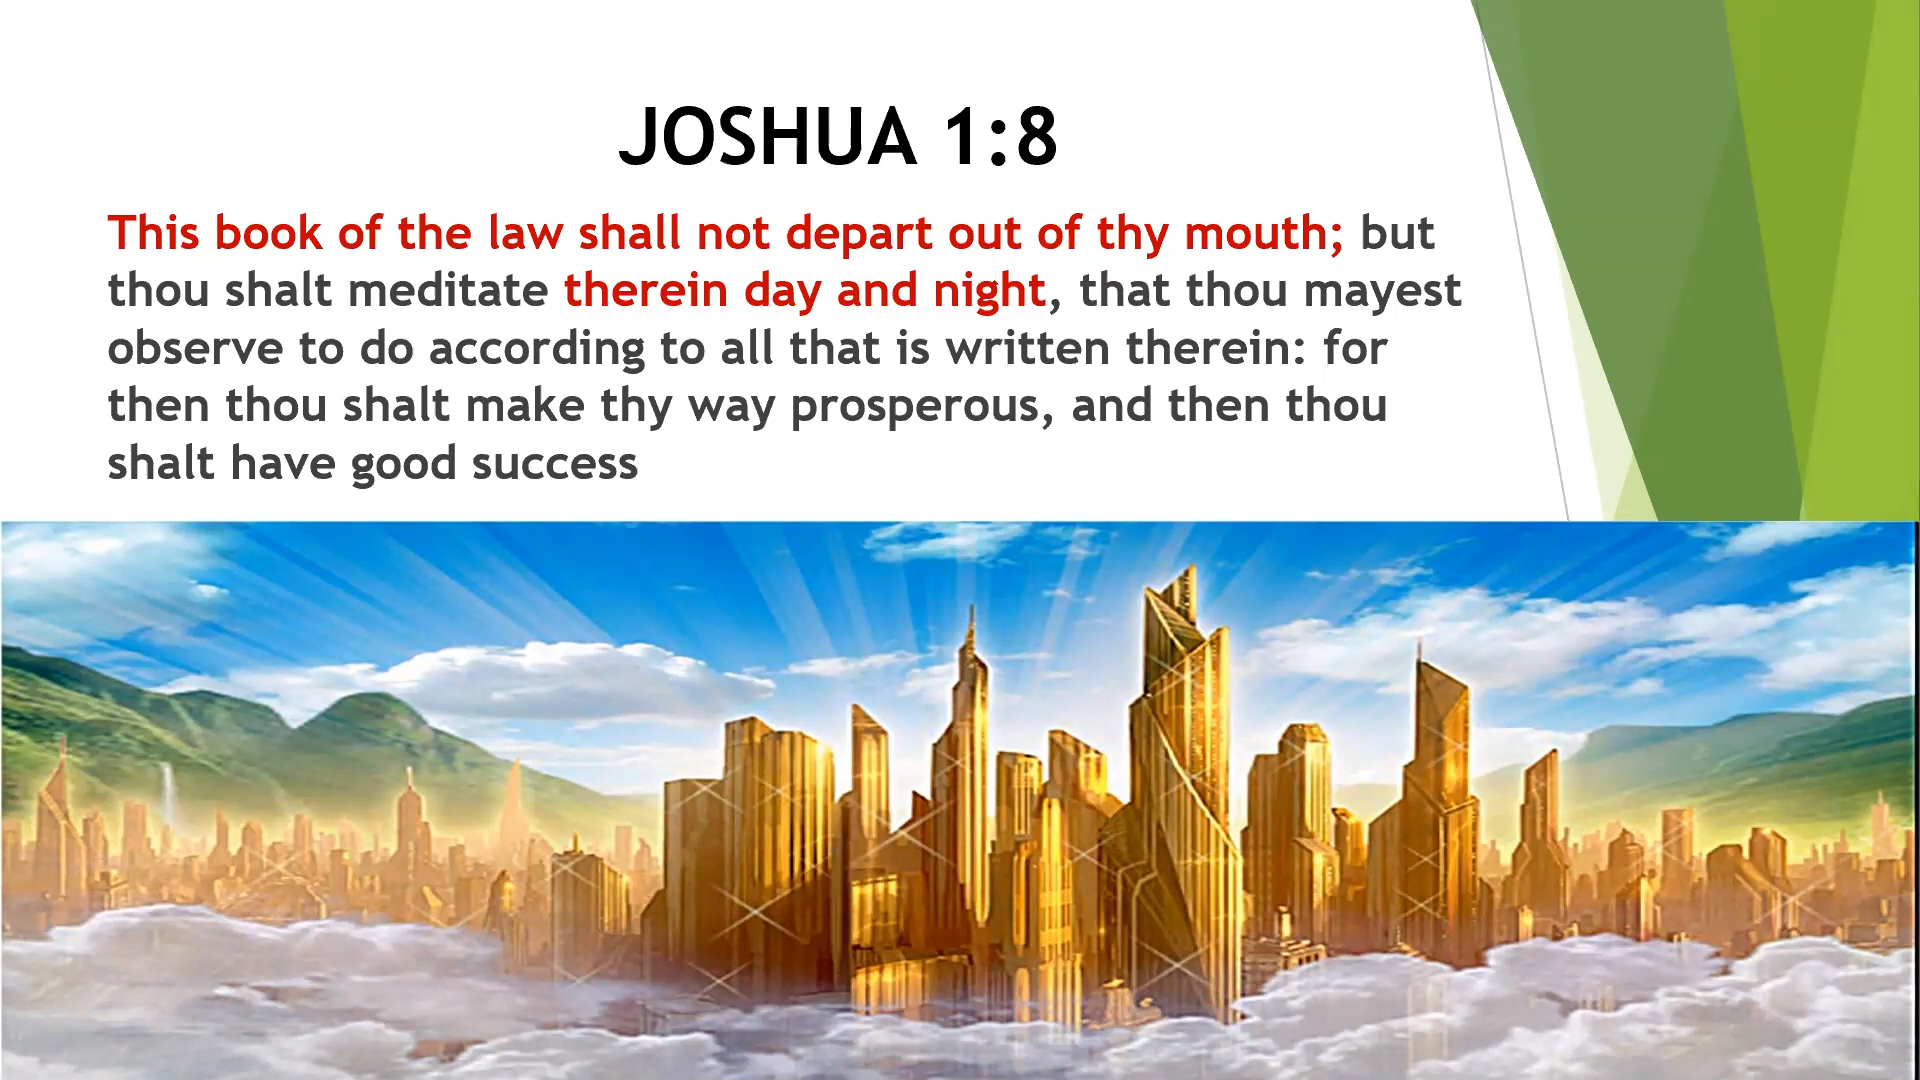 JOSHUA 1:8
This book of the law shall not depart out of thy mouth; but
thou shalt meditate therein day and night, that thou mayest
observe to do according to all that is written therein: for
then thou shalt make thy way prosperous, and then thou
shalt have good success